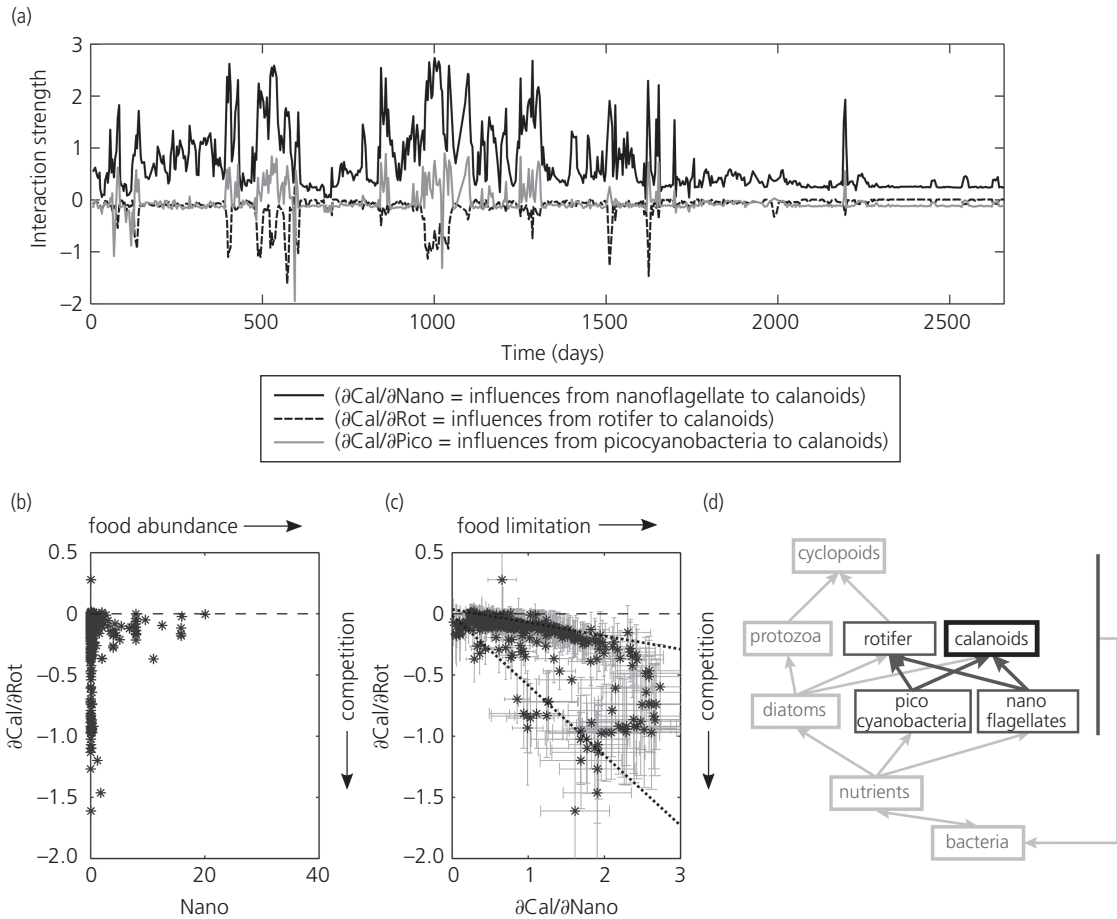 (a)
3
2
1
0
−1
−2
Interaction strength
0
500
1000
1500
2000
2500
Time (days)
(∂Cal/∂Nano = influences from nanoflagellate to calanoids)
(∂Cal/∂Rot = influences from rotifer to calanoids)
(∂Cal/∂Pico = influences from picocyanobacteria to calanoids)
(b)
food abundance
0.5
0
−0.5
−1.0
−1.5
−2.0
∂Cal/∂Rot
0
20
40
Nano
competition
(c)
food limitation
0.5
0
−0.5
−1.0
−1.5
−2.0
∂Cal/∂Rot
0
1
2
3
∂Cal/∂Nano
competition
(d)
cyclopoids
protozoa
rotifer
calanoids
diatoms
pico
cyanobacteria
nano
flagellates
nutrients
bacteria